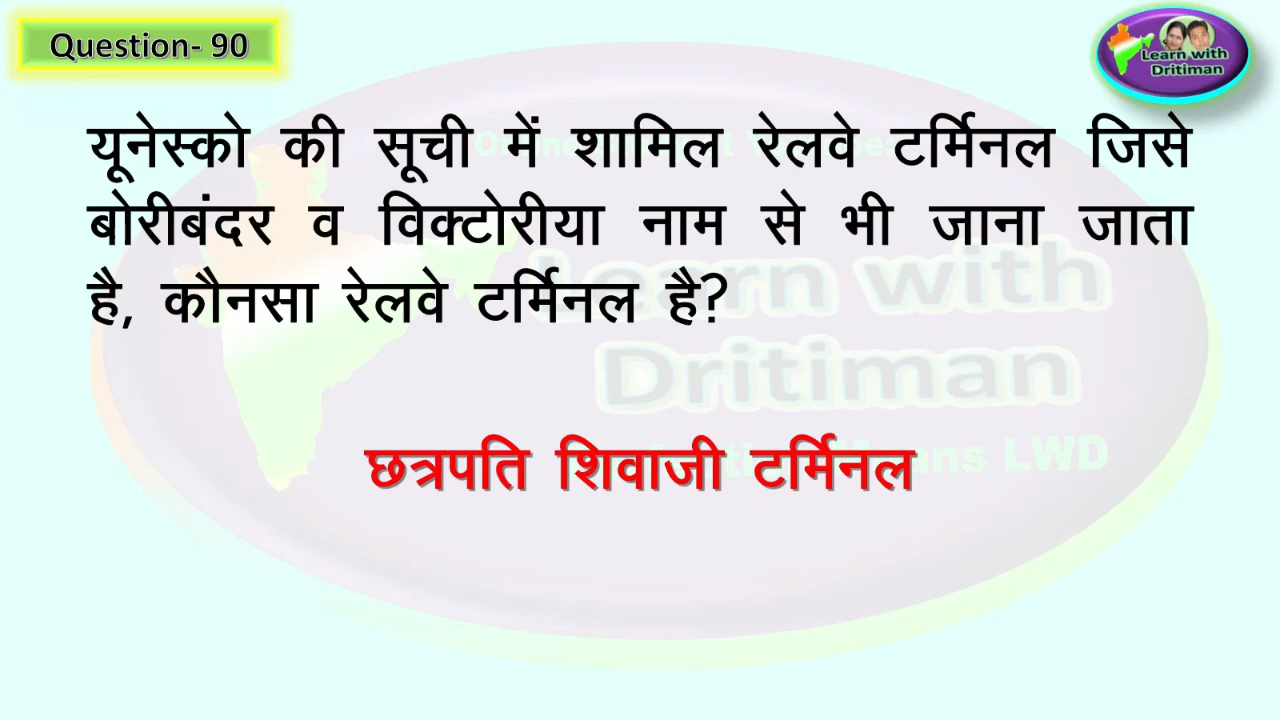 Question- 90
Learn with
Dritiman
यूनेस्को की सूची में शामिल रेलवे टर्मिनल जिसे
बोरीबंदर व विक्टोरीया नाम से भी जाना जाता
है, कौनसा रेलवे टर्मिनल है?
Learn with
Dritiman
छत्रपति शिवाजी टर्मिनल
LWD